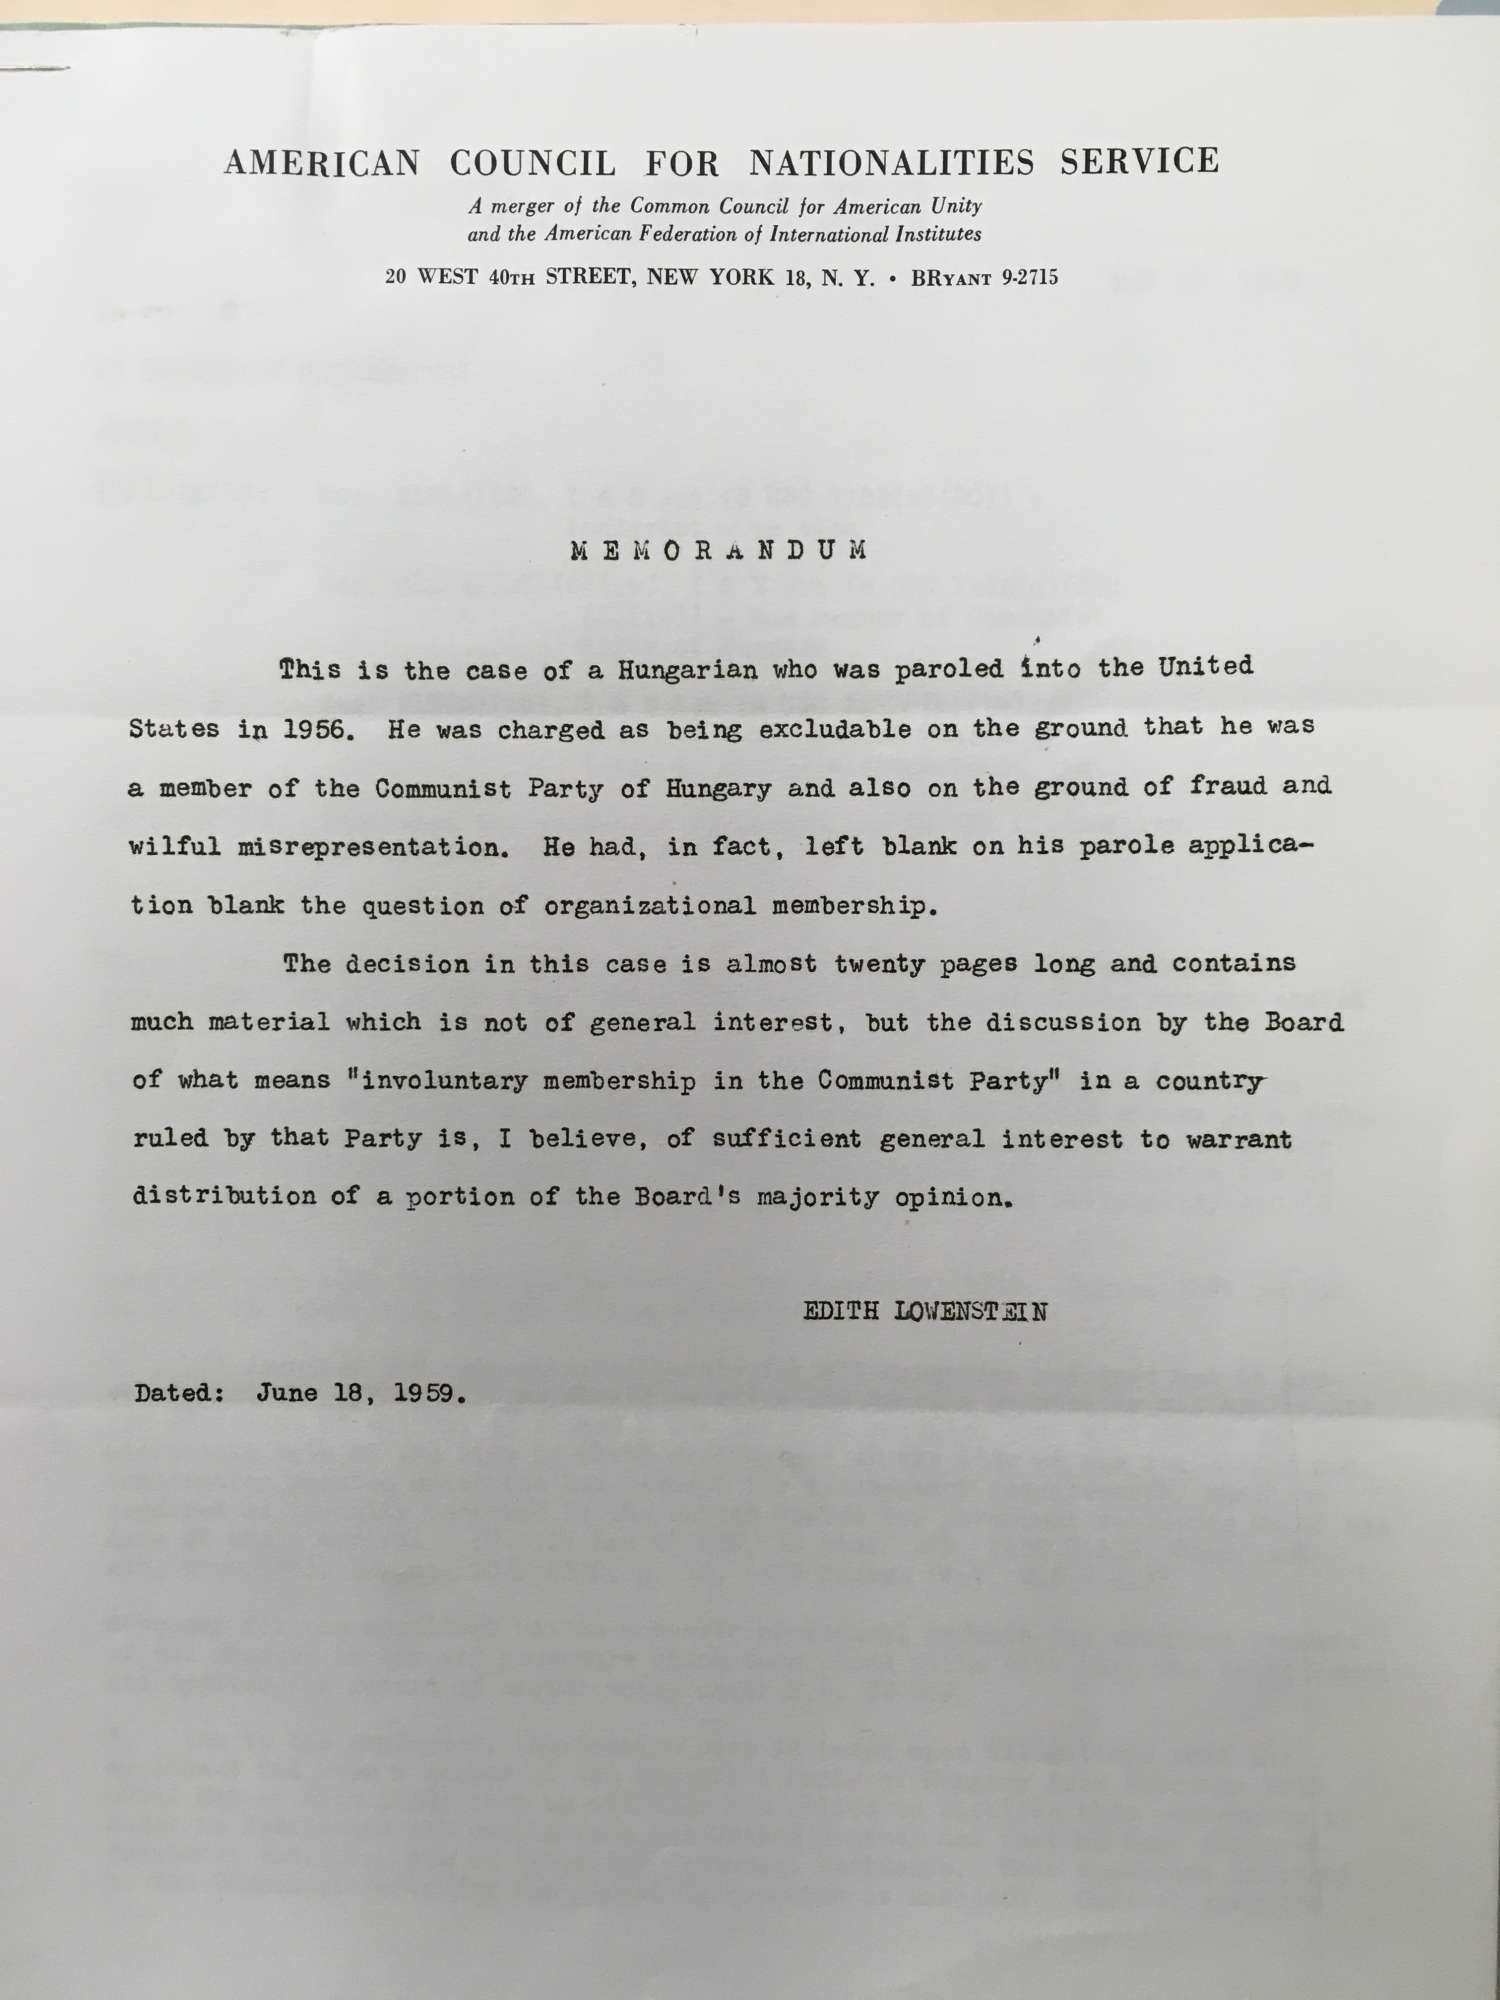 AMERICAN COUNCIL FOR NATIONALITIES SERVICE
A merger of the Common Council for American Unity
and the American Federation of International Institutes
20 WEST 40TH STREET, NEW YORK 18, N. Y. • BRYANT 9-2715
MEMORANDUM
This is the case of a Hungarian who was paroled into the United
States in 1956. He was charged as being excludable on the ground that he was
a member of the Communist Party of Hungary and also on the ground of fraud and
wilful misrepresentation. He had, in fact, left blank on his parole applica-
tion blank the question of organizational membership.
The decision in this case is almost twenty pages long and contains
much material which is not of general interest, but the discussion by the Board
of what means "involuntary membership in the Communist Party" in a country
ruled by that Party is, I believe, of sufficient general interest to warrant
distribution of a portion of the Board's majority opinion.
EDITH LOWENSTEIN
Dated: June 18, 1959.